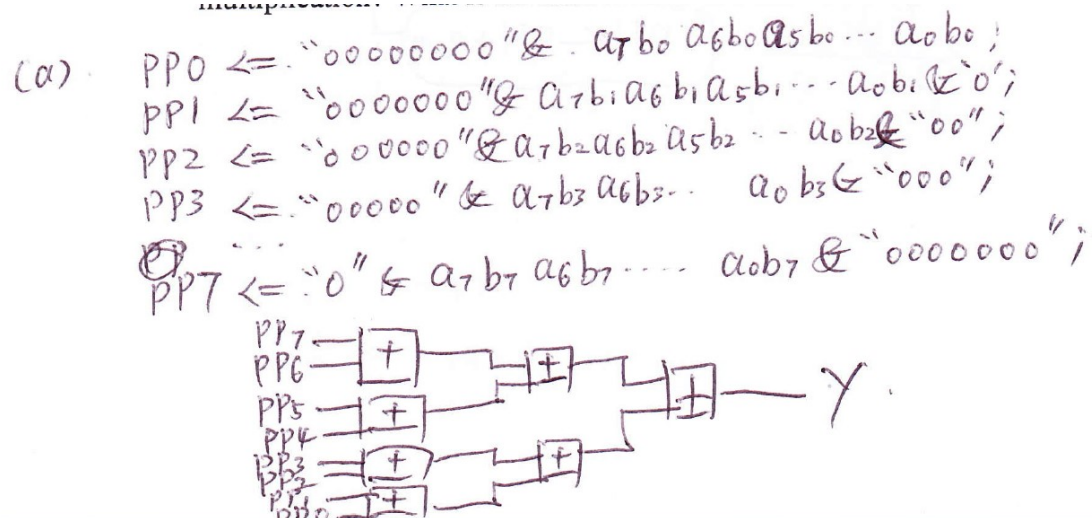 multiplication.
(a) PP0 <= "00000000" & a7b0 a6b0 a5b0 ... a0b0;
PP1 <= "0000000" & a7b1 a6b1 a5b1 ... a0b1 & '0';
PP2 <= "000000" & a7b2 a6b2 a5b2 ... a0b2 & "00";
PP3 <= "00000" & a7b3 a6b3... a0b3 & "000";
...
PP7 <= "0" & a7b7 a6b7 .... a0b7 & "0000000";
PP7
PP6
+
+
+
Y
PP5
PP4
+
PP3
PP2
+
+
PP1
PP0
+